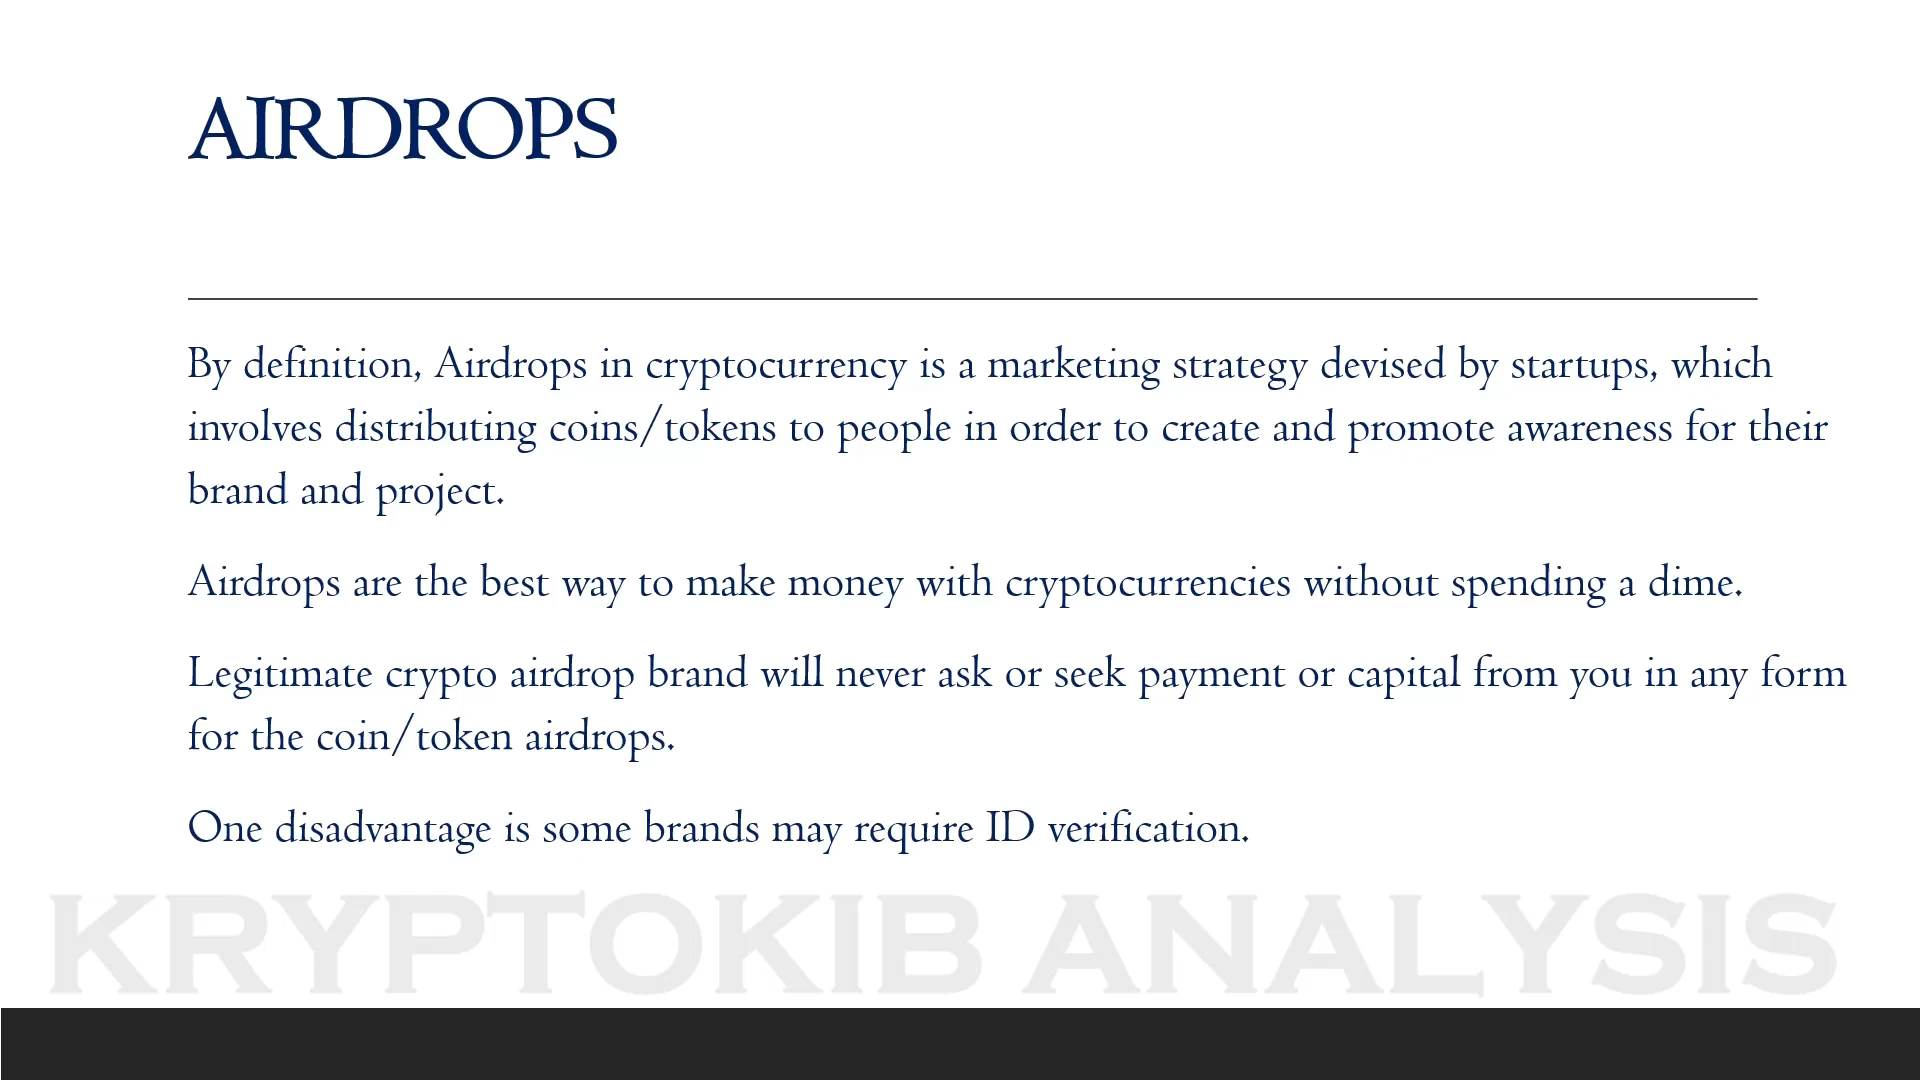 AIRDROPS
By definition, Airdrops in cryptocurrency is a marketing strategy devised by startups, which
involves distributing coins/tokens to people in order to create and promote awareness for their
brand and project.
Airdrops are the best way to make money with cryptocurrencies without spending a dime.
Legitimate crypto airdrop brand will never ask or seek payment or capital from you in any form
for the coin/token airdrops.
One disadvantage is some brands may require ID verification.
KRYPTOKIB ANALYSIS